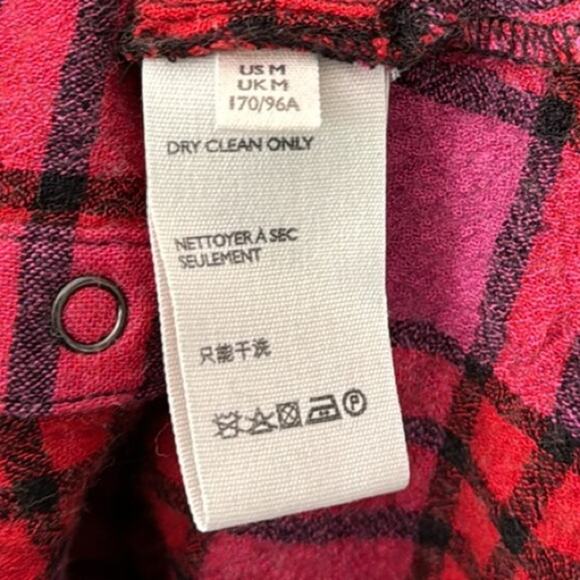 US M
UK M
170/96A
DRY CLEAN ONLY
NETTOYER À SEC
SEULEMENT
只能干洗
P